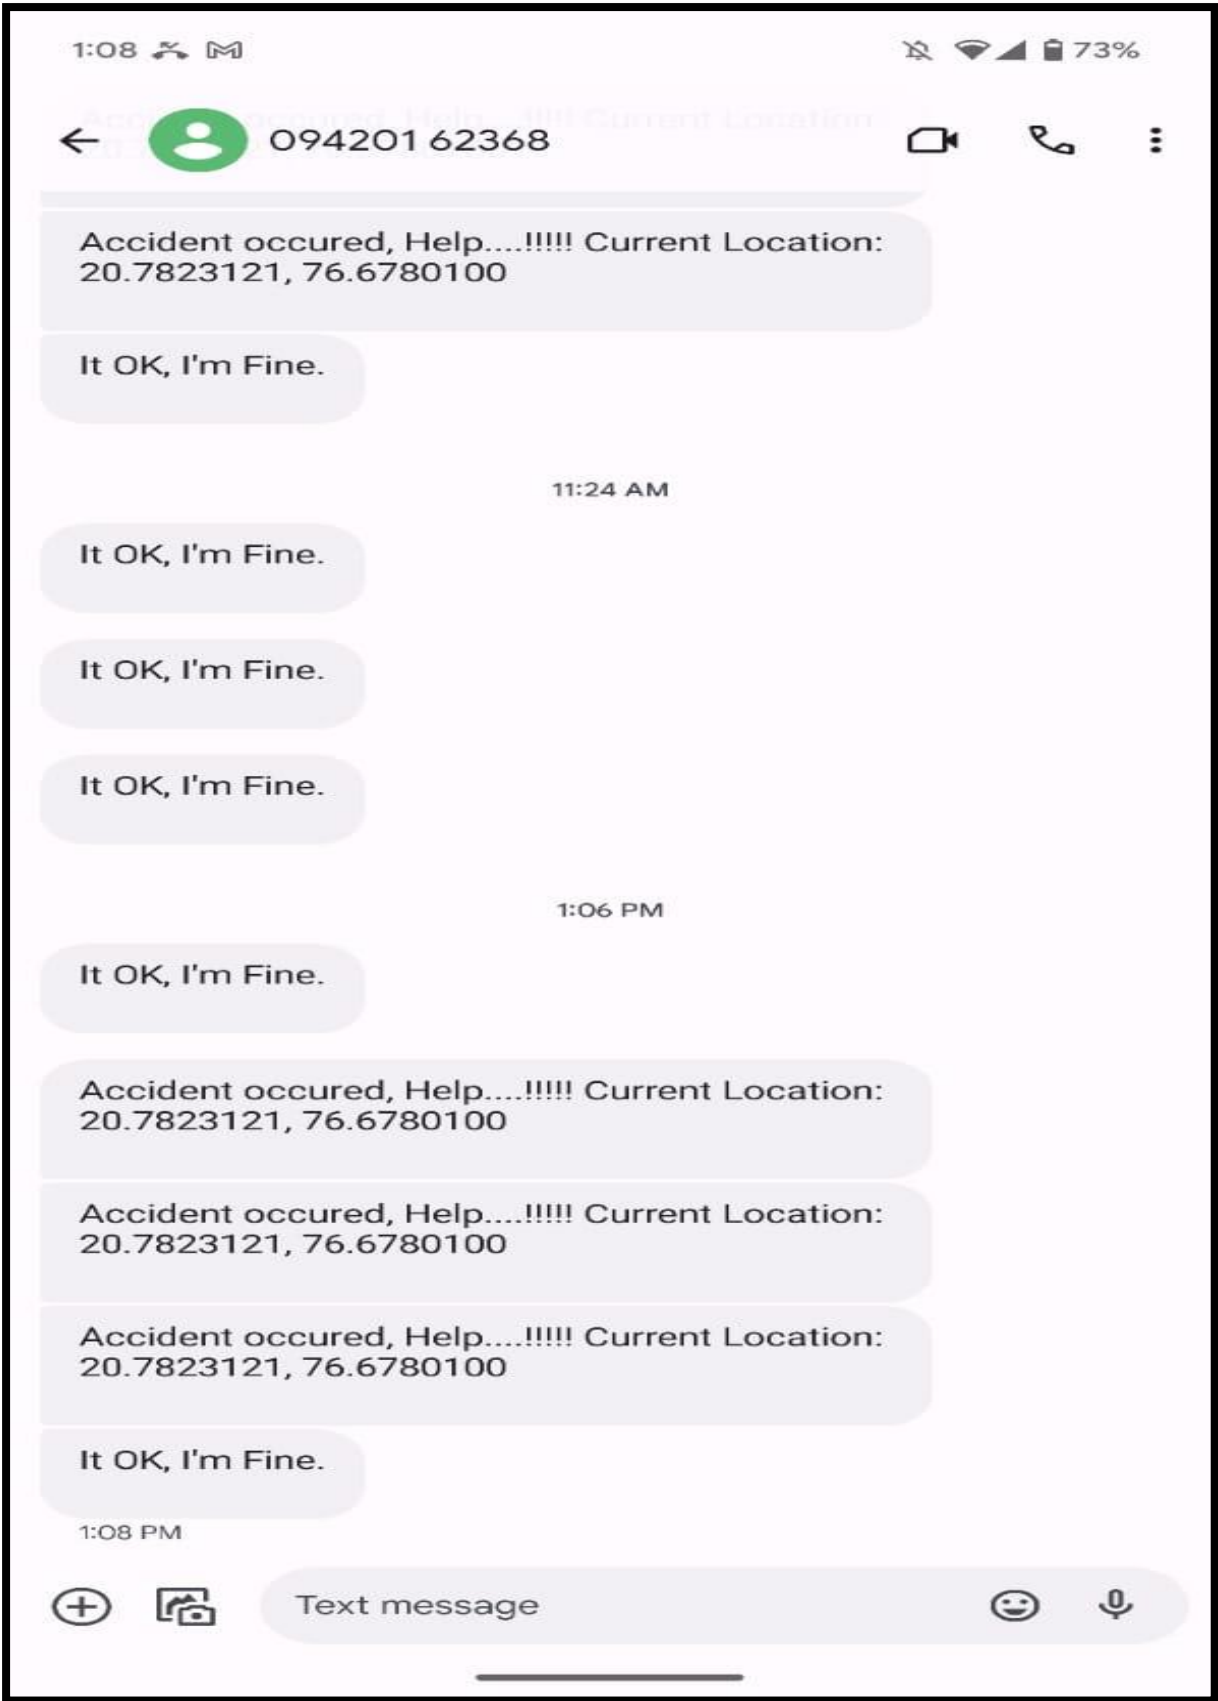 1:08
73%
09420162368
Accident occured, Help....!!!!! Current Location:
20.7823121, 76.6780100
It OK, I'm Fine.
11:24 AM
It OK, I'm Fine.
It OK, I'm Fine.
It OK, I'm Fine.
1:06 PM
It OK, I'm Fine.
Accident occured, Help....!!!!! Current Location:
20.7823121, 76.6780100
Accident occured, Help....!!!!! Current Location:
20.7823121, 76.6780100
Accident occured, Help....!!!!! Current Location:
20.7823121, 76.6780100
It OK, I'm Fine.
1:08 PM
Text message